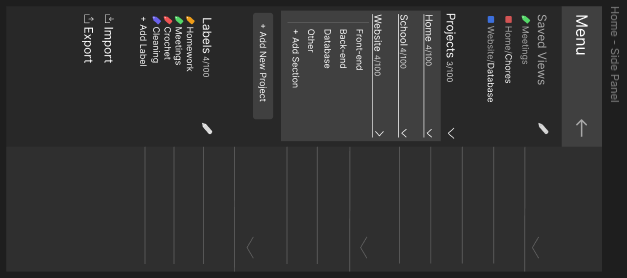 Home - Side Panel
Menu
Saved Views
Meetings
Home/Chores
Website/Database
Projects 3/100
Home 4/100
School 4/100
Website 4/100
Front-end
Back-end
Database
Other
+ Add Section
+ Add New Project
Labels 4/100
Homework
Meetings
Crochet
Cleaning
+ Add Label
Import
Export